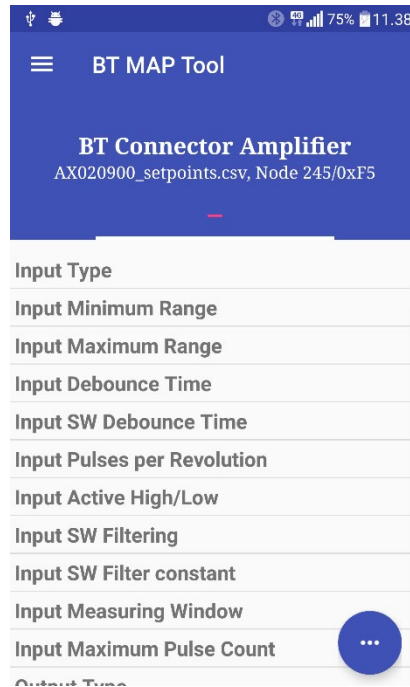 75% 11.38
BT MAP Tool
BT Connector Amplifier
AX020900_setpoints.csv, Node 245/0xF5
Input Type
Input Minimum Range
Input Maximum Range
Input Debounce Time
Input SW Debounce Time
Input Pulses per Revolution
Input Active High/Low
Input SW Filtering
Input SW Filter constant
Input Measuring Window
Input Maximum Pulse Count
Output Type